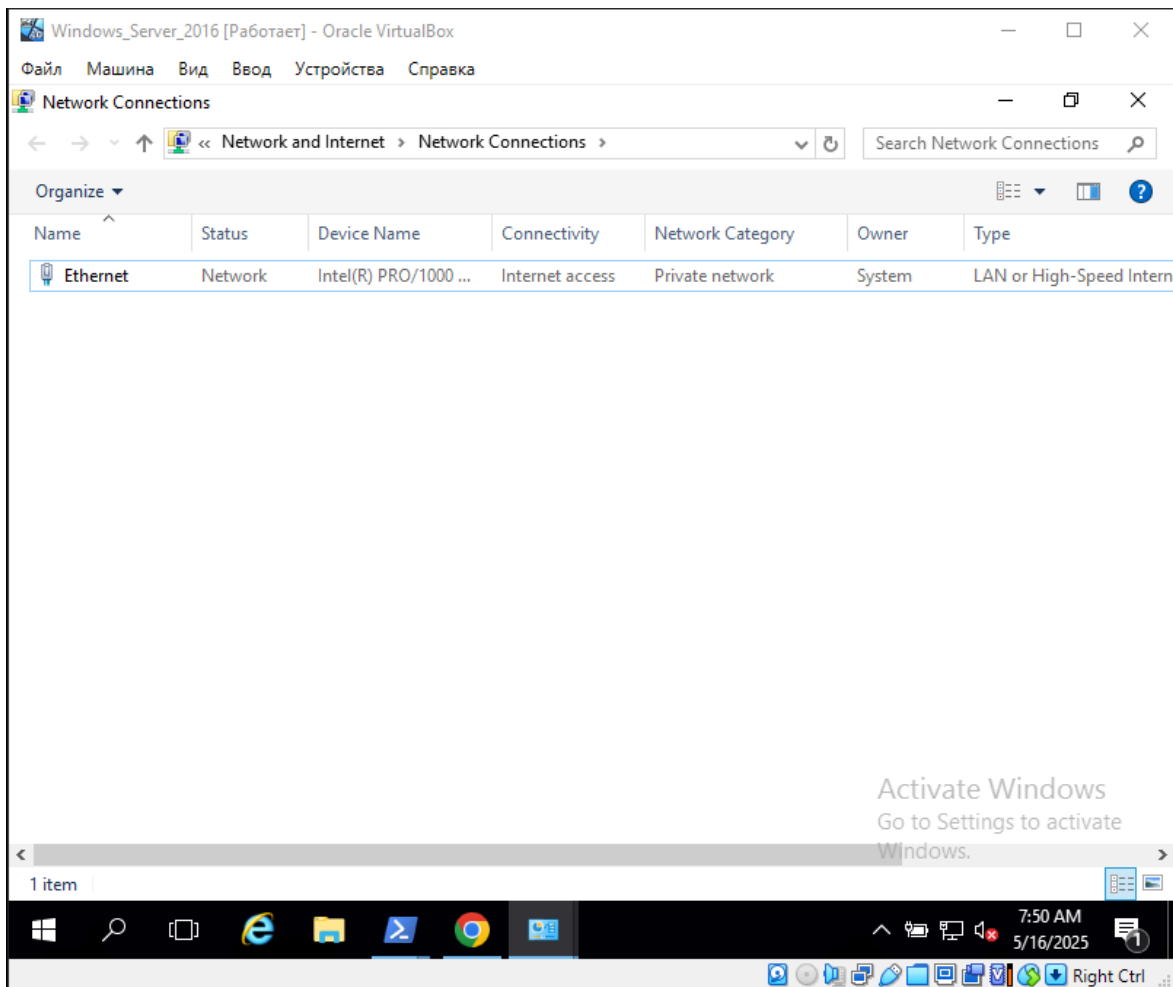 Windows_Server_2016 [Работает] - Oracle VirtualBox
Файл Машина Вид Ввод Устройства Справка
Network Connections
« Network and Internet › Network Connections ›
Search Network Connections
Organize
Name Status Device Name Connectivity Network Category Owner Type
Ethernet Network Intel(R) PRO/1000 ... Internet access Private network System LAN or High-Speed Intern
Activate Windows
Go to Settings to activate
Windows.
1 item
7:50 AM
5/16/2025
1
Right Ctrl